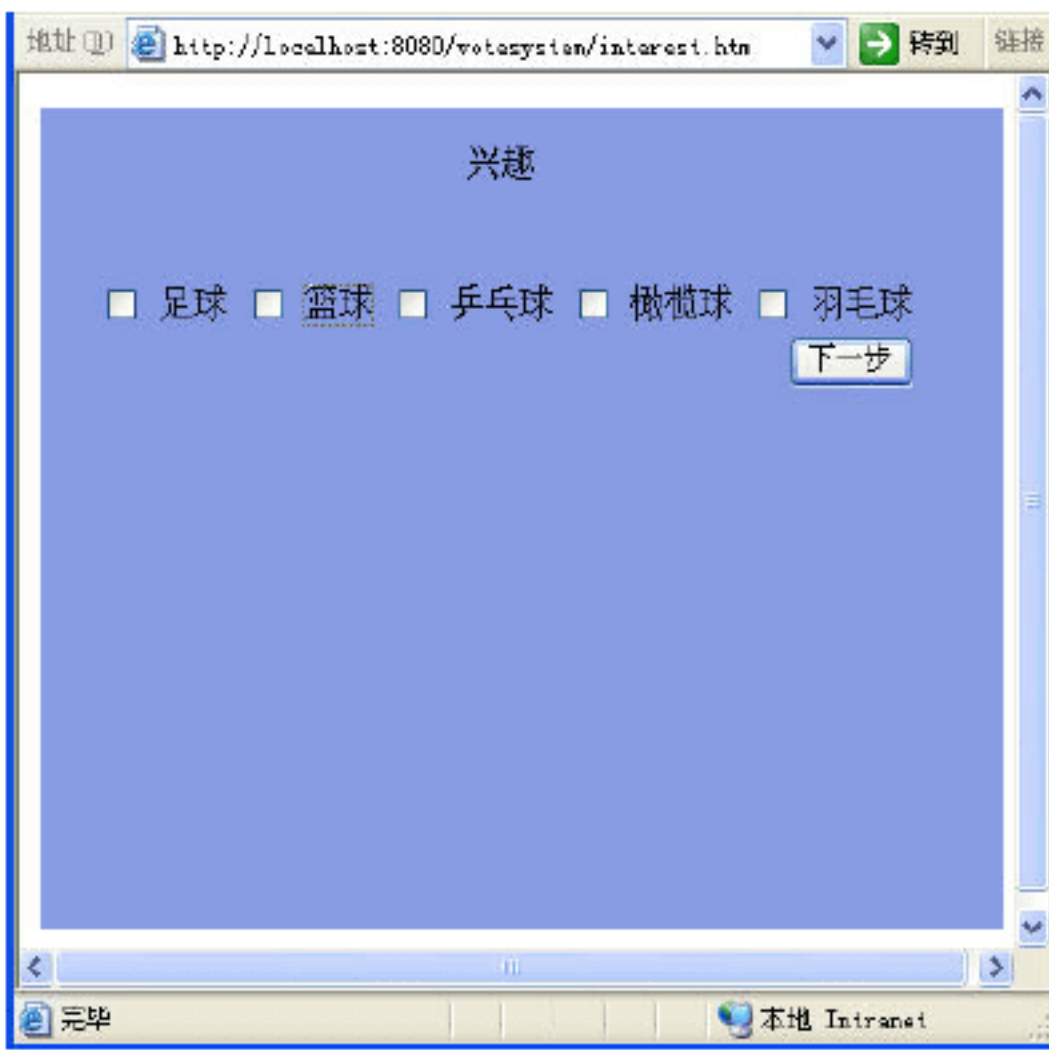 地址(D) http://localhost:8080/votesystem/interest.htm 转到 链接
兴趣
足球 篮球 乒乓球 橄榄球 羽毛球
下一步
完毕 本地 Intranet